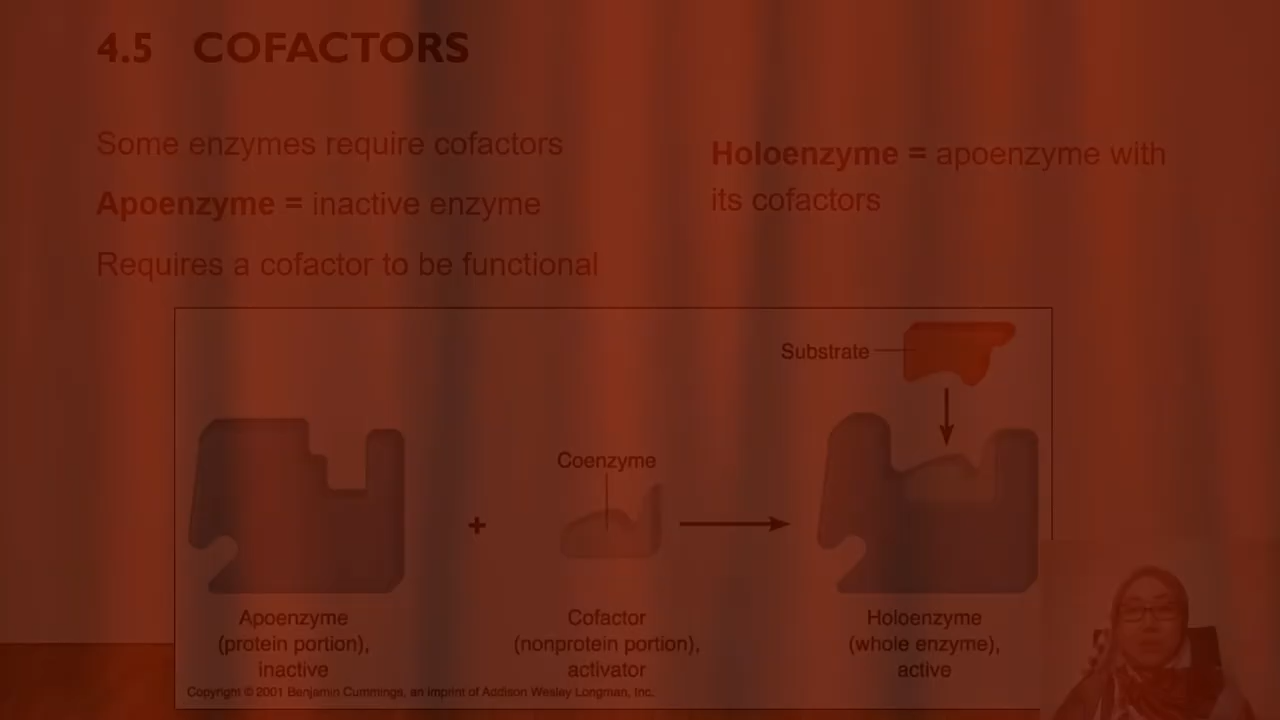 4.5 COFACTORS
Some enzymes require cofactors
Apoenzyme = inactive enzyme
Requires a cofactor to be functional
Holoenzyme = apoenzyme with
its cofactors
Substrate
Coenzyme
+
Apoenzyme
(protein portion),
inactive
Cofactor
(nonprotein portion),
activator
Holoenzyme
(whole enzyme),
active
Copyright © 2001 Benjamin Cummings, an imprint of Addison Wesley Longman, Inc.